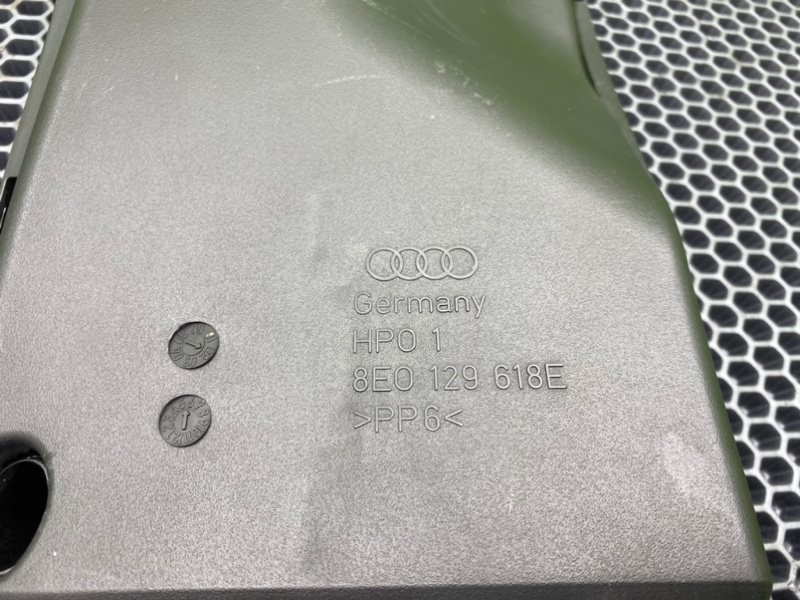 Germany
HPO 1
8E0 129 618E
>PP6<